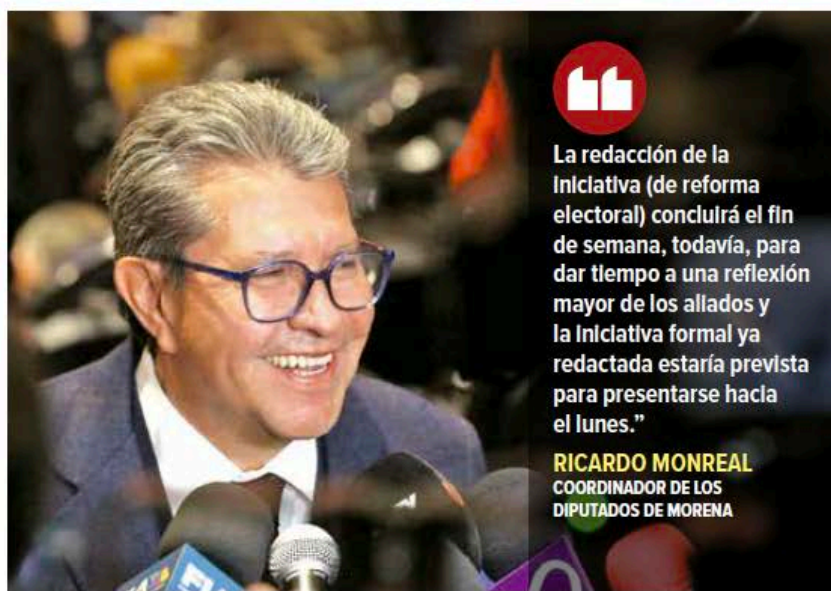 La redacción de la
iniciativa (de reforma
electoral) concluirá el fin
de semana, todavía, para
dar tiempo a una reflexión
mayor de los aliados y
la iniciativa formal ya
redactada estaría prevista
para presentarse hacia
el lunes.”
RICARDO MONREAL
COORDINADOR DE LOS
DIPUTADOS DE MORENA